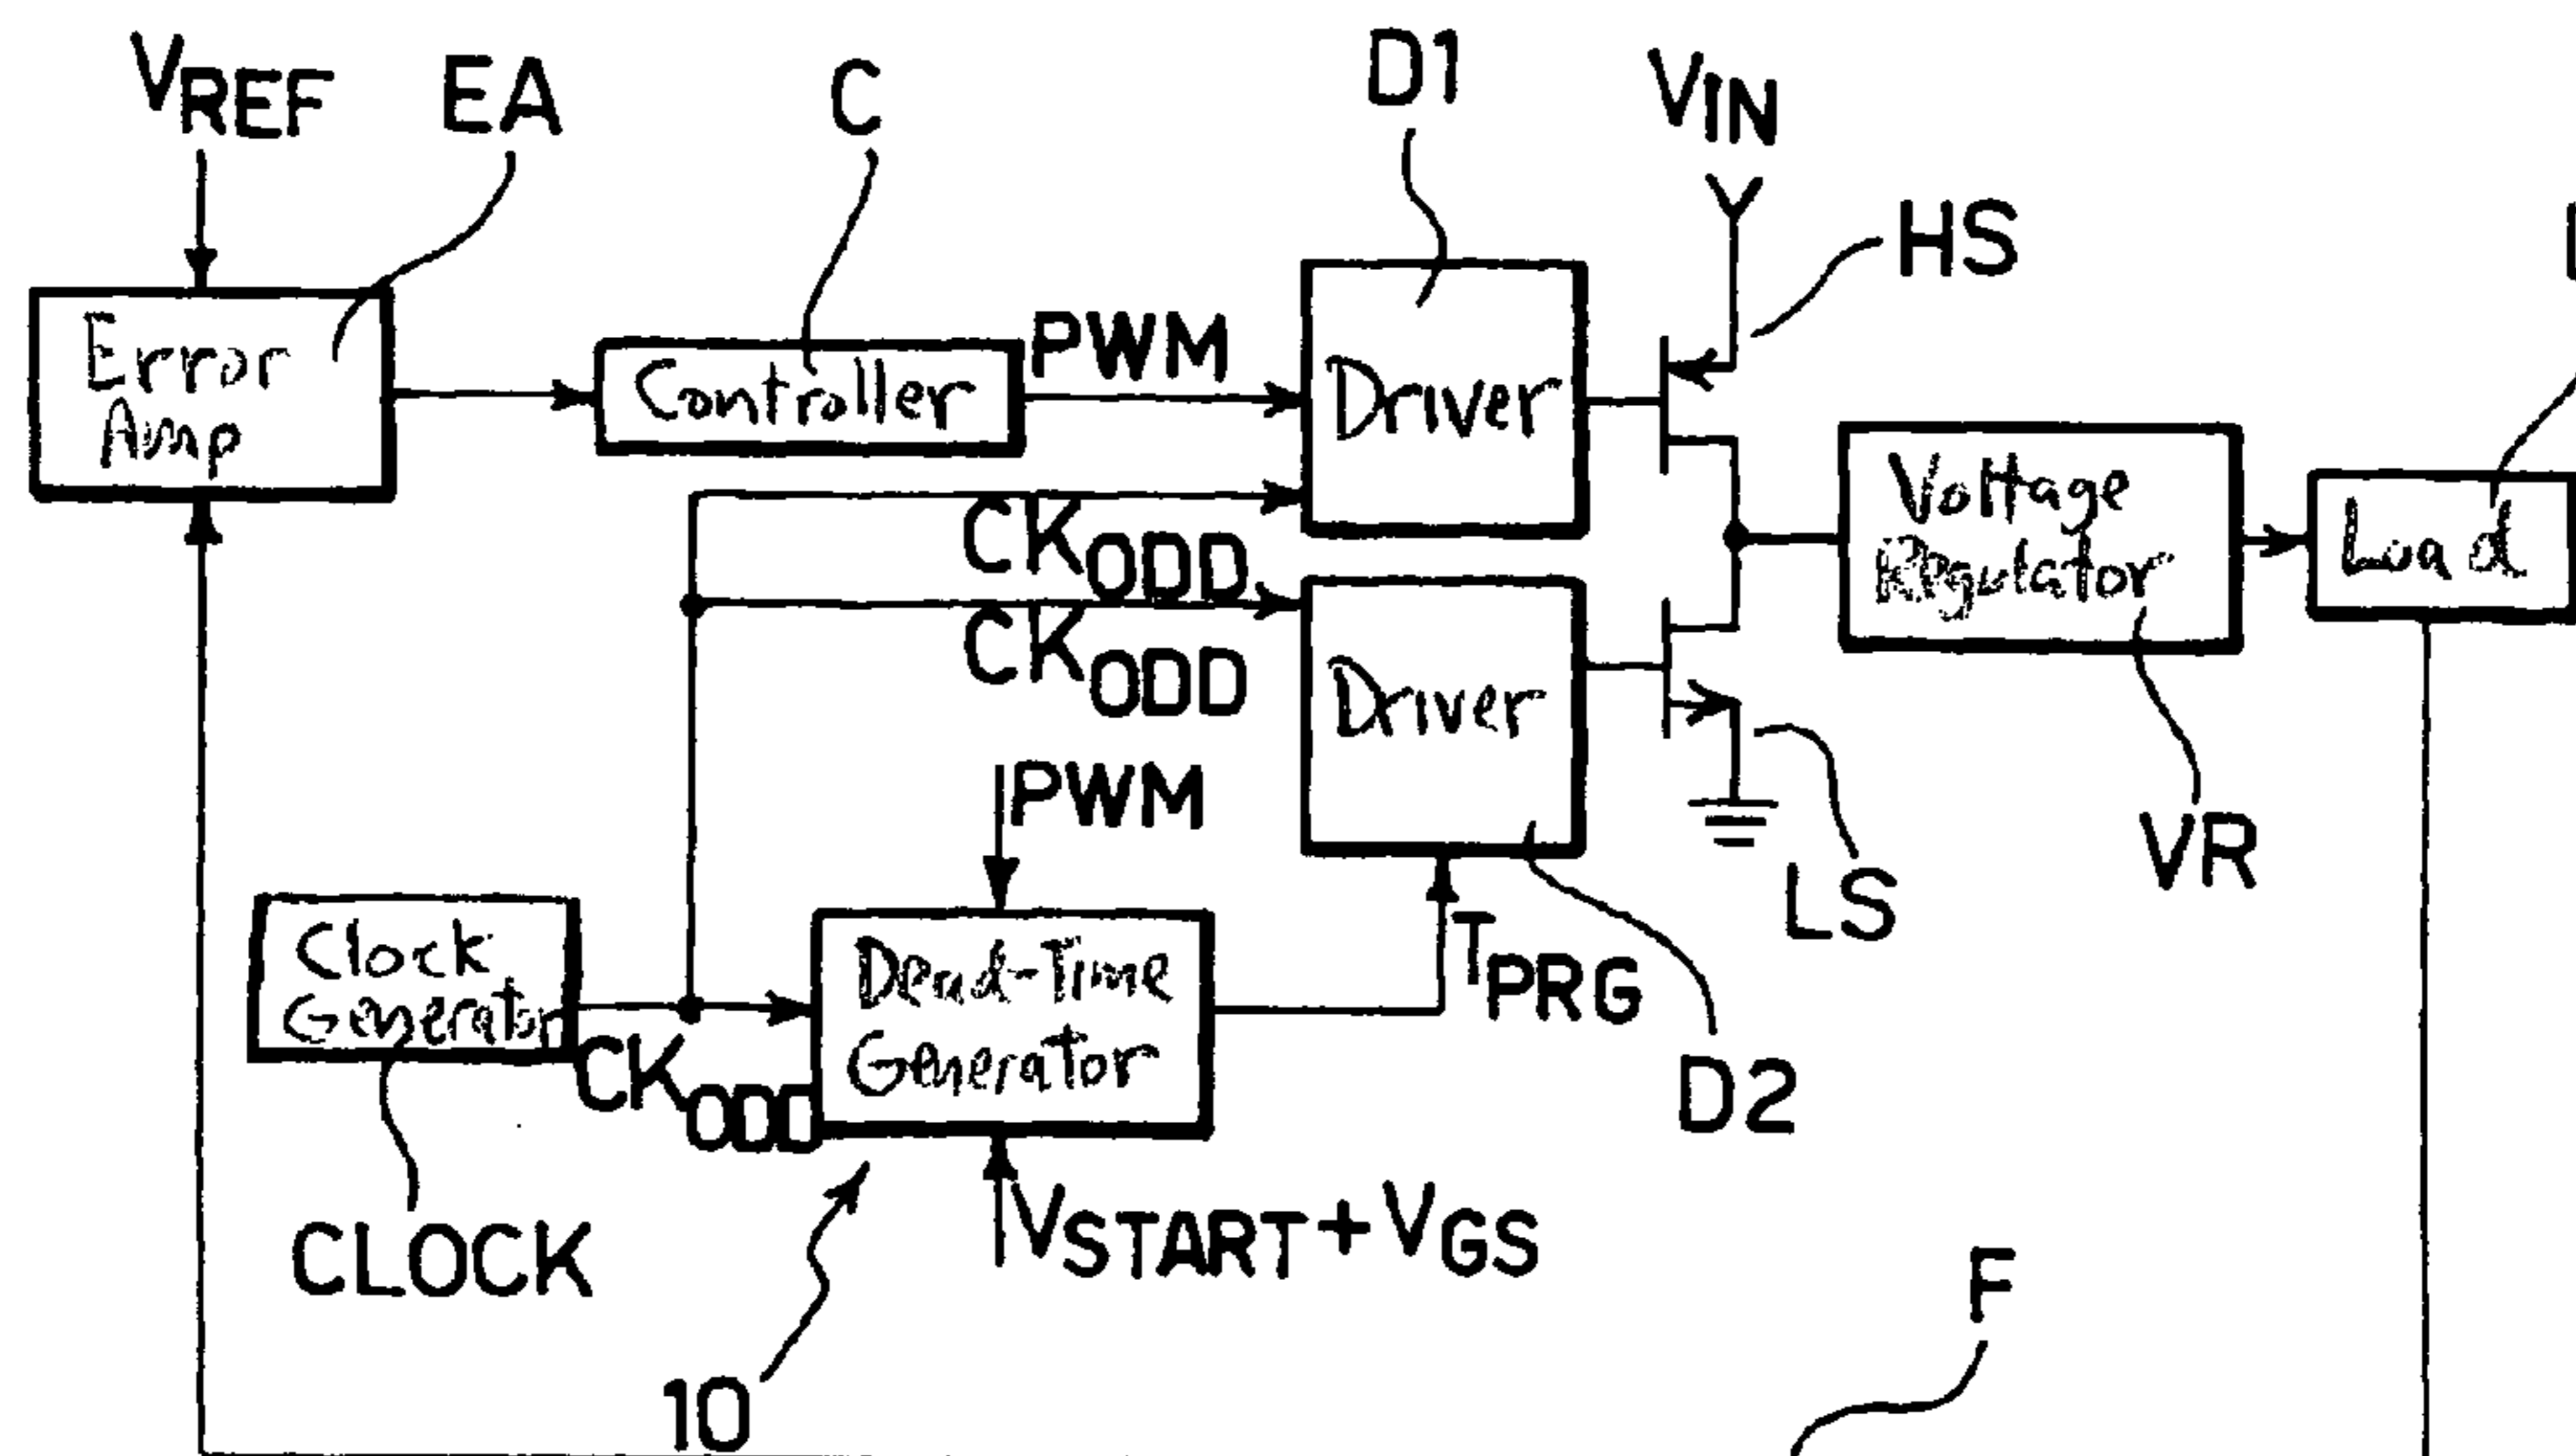 VREF
EA
C
D1
VIN
HS
Error
Amp
Controller
PWM
Driver
Voltage
Regulator
Load
CKODD
CKODD
Driver
PWM
LS
VR
Clock
Generator
CKODD
Dead-Time
Generator
TPRG
D2
CLOCK
VSTART + VGS
10
F